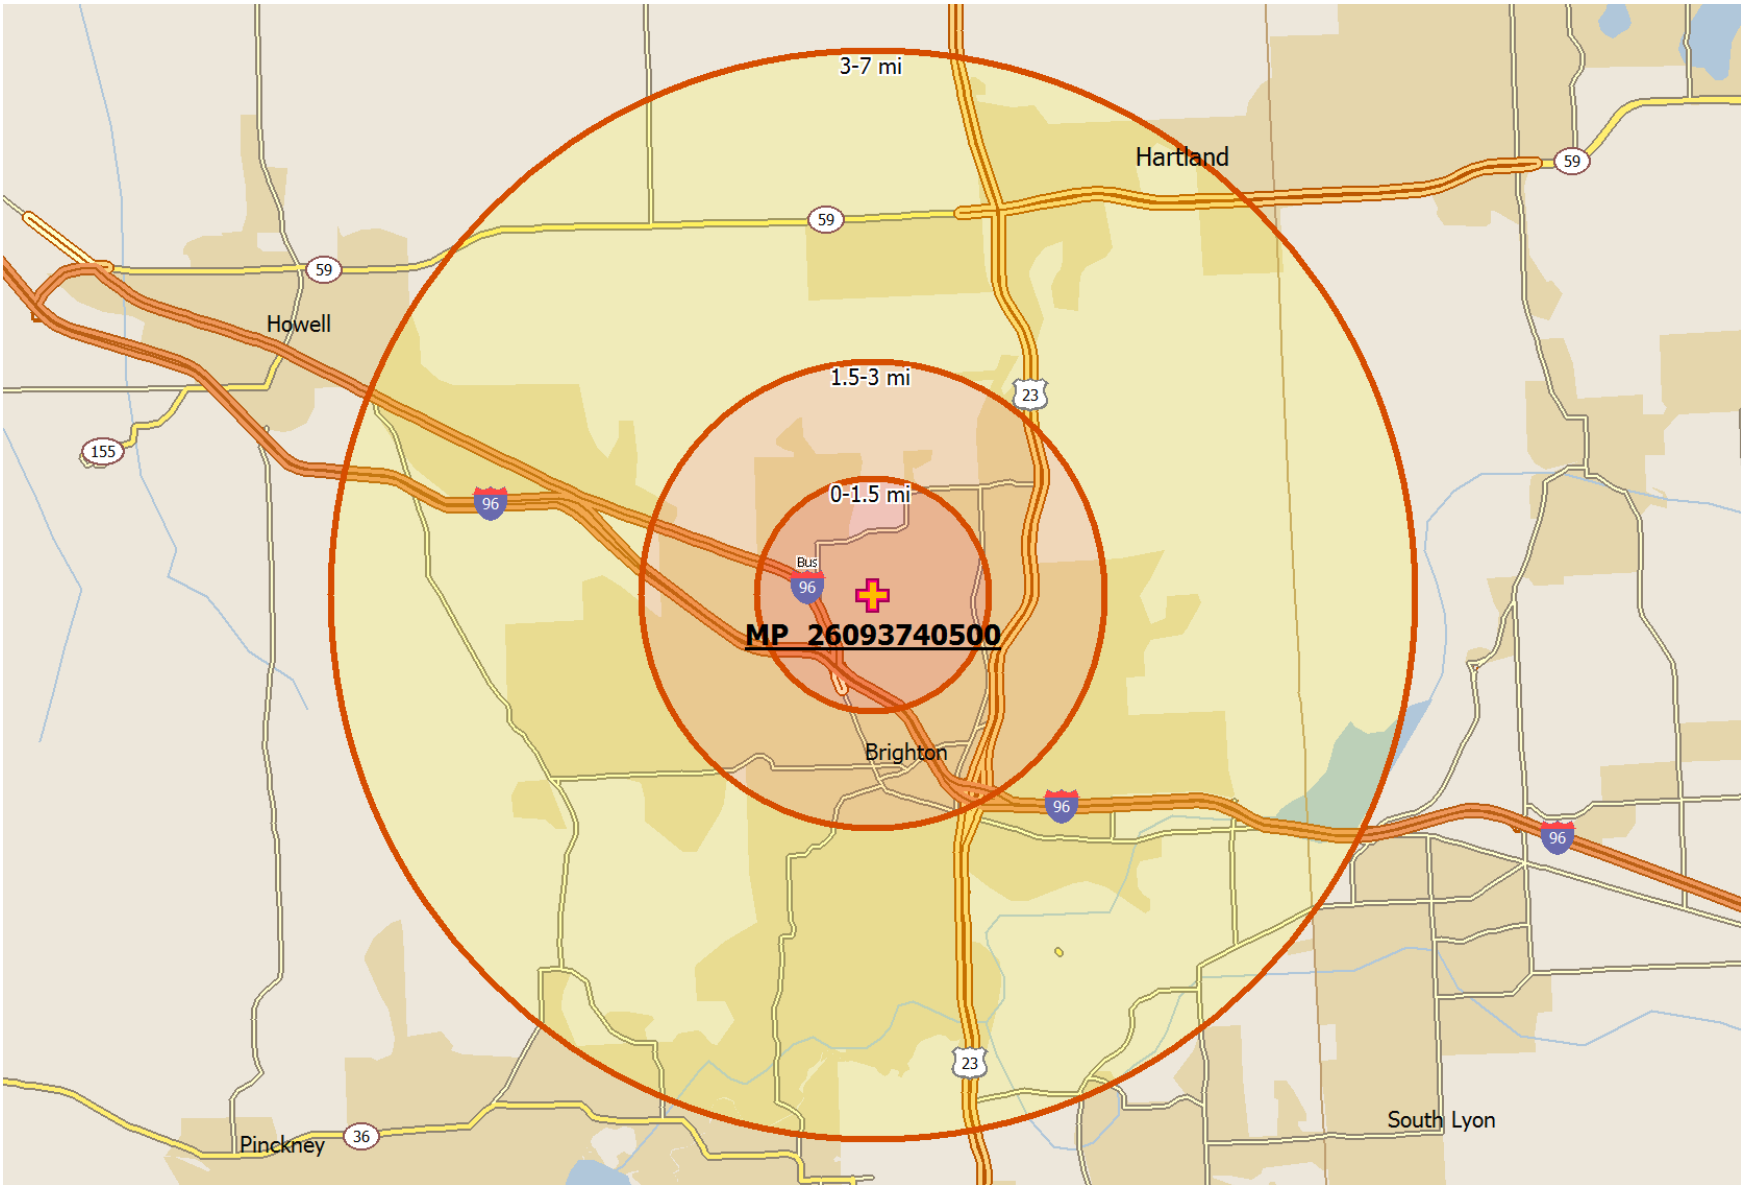 3-7 mi
Hartland
59
59
59
Howell
1.5-3 mi
23
155
0-1.5 mi
96
Bus
96
MP 26093740500
Brighton
96
96
23
South Lyon
36
Pinckney